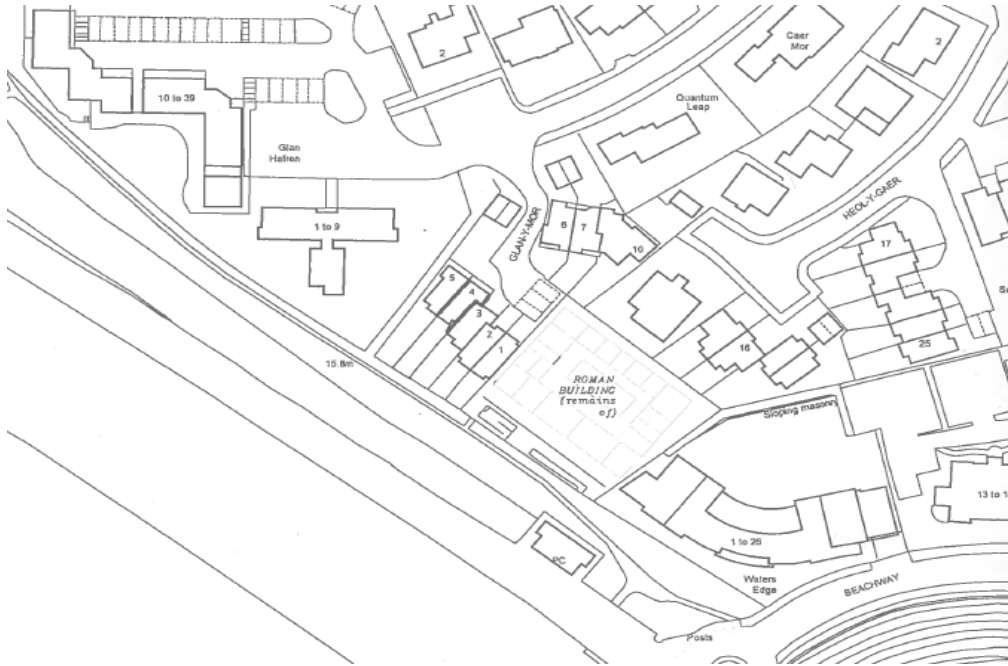 2
Caer
Mor
2
10 to 39
Quantum
Leap
Glan
Hafren
HEOL-Y-GAER
1 to 9
GLAN-Y-MOR
6
7
10
17
5
4
3
2
1
16
25
15.8m
ROMAN
BUILDING
(remains
of)
Sloping masonry
13 to 1
1 to 26
PC
Waters
Edge
BEACHWAY
Posts